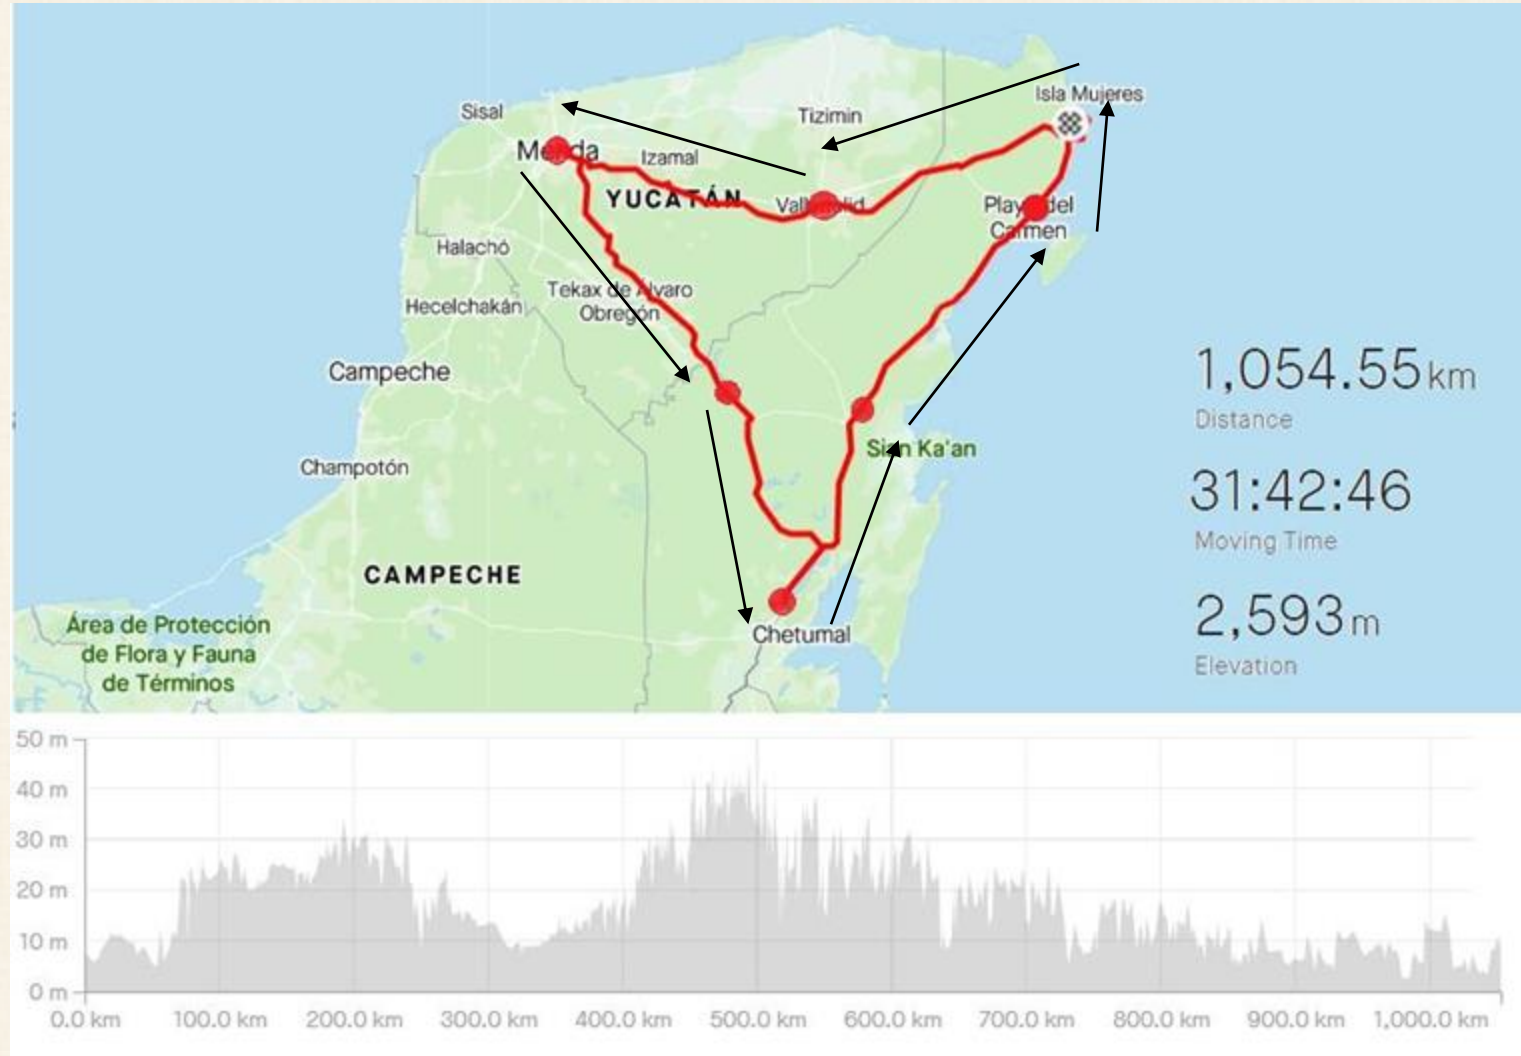 Isla Mujeres
Sisal
Tizimin
Mérida
Izamal
YUCATÁN
Valladolid
Playa del
Carmen
Halachó
Tekax de Álvaro
Obregón
Hecelchakán
Campeche
1,054.55 km
Distance
Sian Ka'an
Champotón
31:42:46
Moving Time
CAMPECHE
2,593 m
Elevation
Área de Protección
de Flora y Fauna
de Términos
Chetumal
50 m
40 m
30 m
20 m
10 m
0 m
0.0 km 100.0 km 200.0 km 300.0 km 400.0 km 500.0 km 600.0 km 700.0 km 800.0 km 900.0 km 1,000.0 km